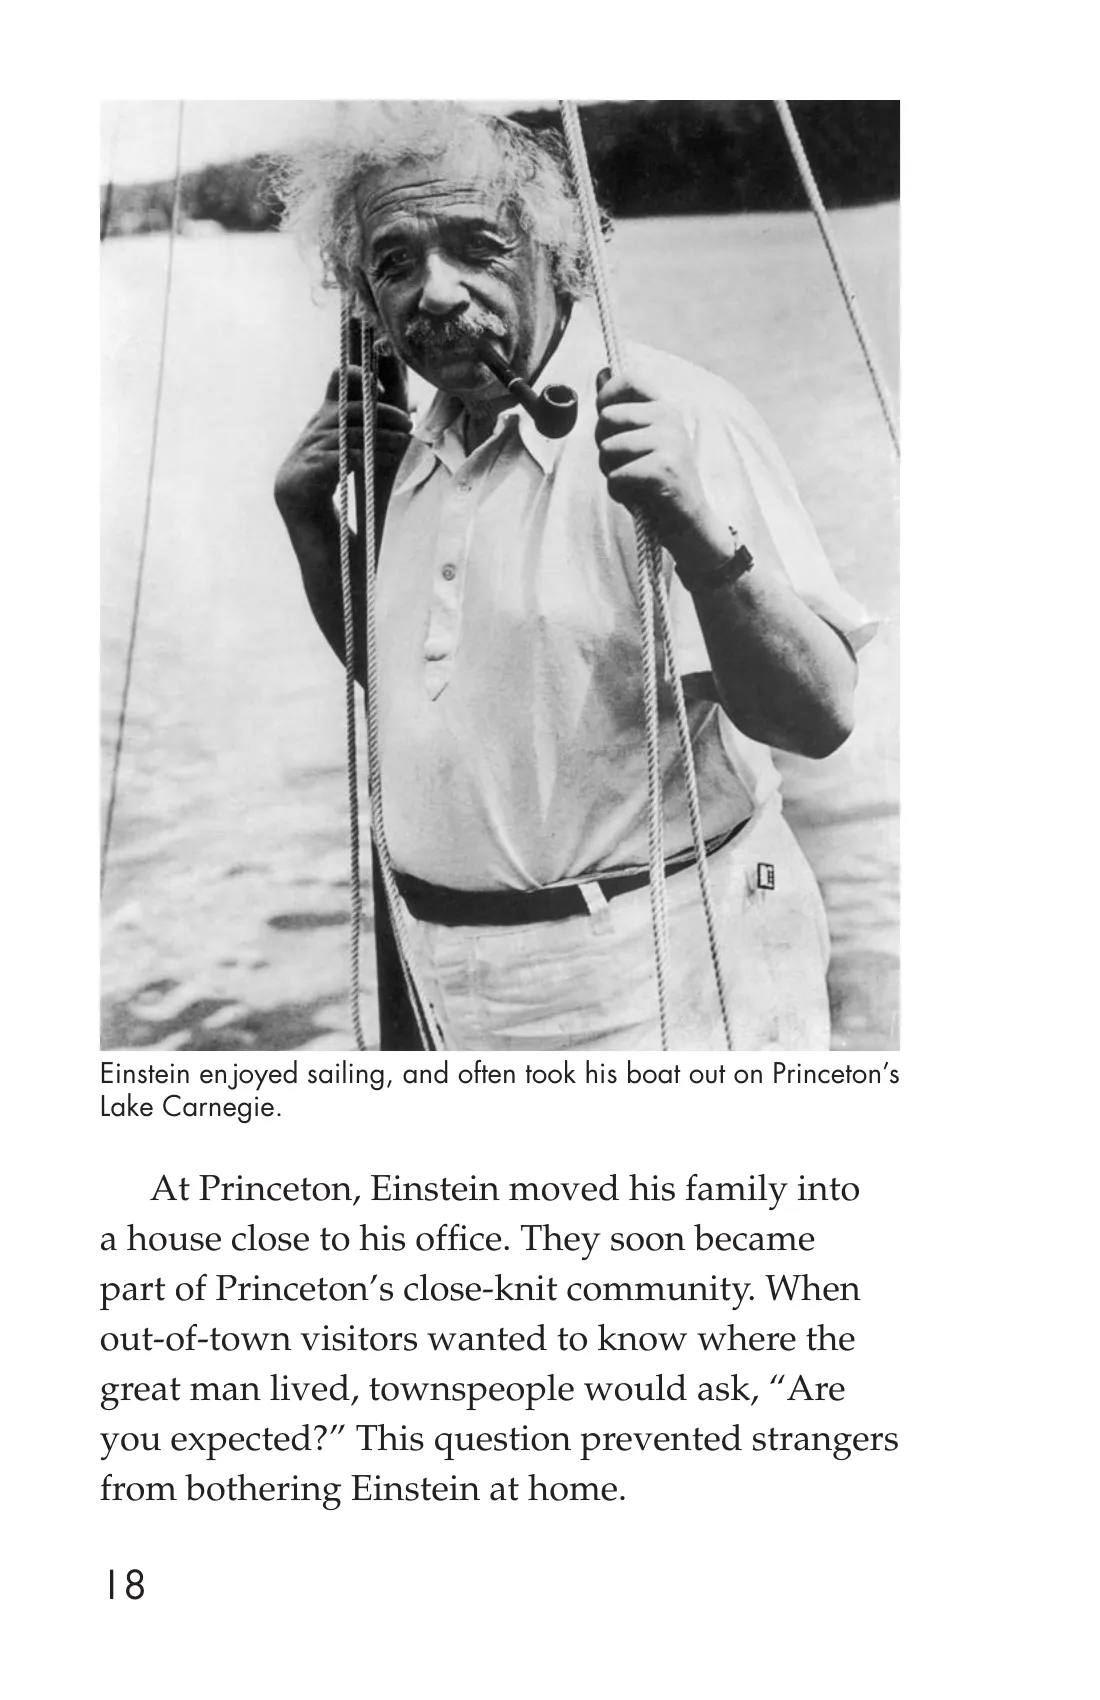 Einstein enjoyed sailing, and often took his boat out on Princeton’s
Lake Carnegie.
At Princeton, Einstein moved his family into
a house close to his office. They soon became
part of Princeton’s close-knit community. When
out-of-town visitors wanted to know where the
great man lived, townspeople would ask, “Are
you expected?” This question prevented strangers
from bothering Einstein at home.
18